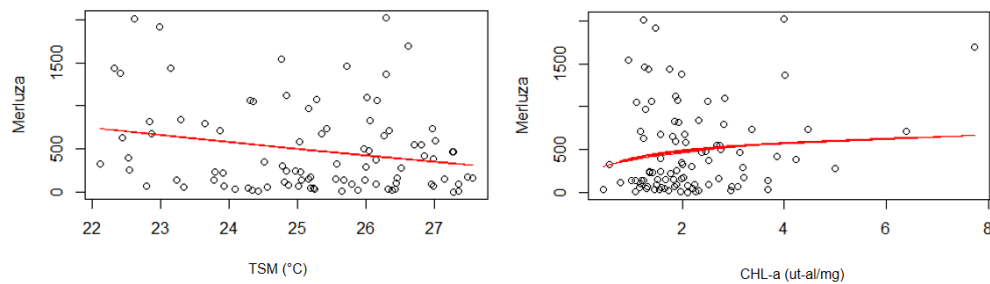 Merluza
0 500 1500
22 23 24 25 26 27
TSM (°C)
Merluza
0 500 1500
2 4 6 8
CHL-a (ut-al/mg)